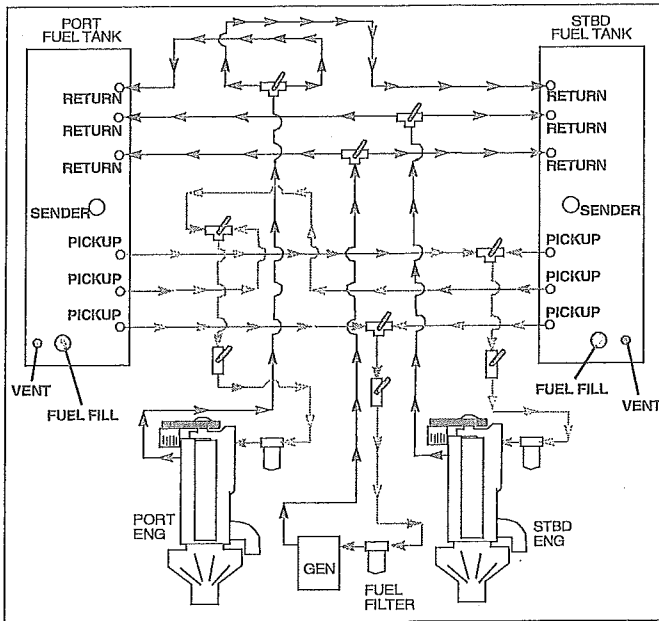 PORT
FUEL TANK
STBD
FUEL TANK
RETURN
RETURN
RETURN
RETURN
RETURN
RETURN
SENDER
SENDER
PICKUP
PICKUP
PICKUP
PICKUP
PICKUP
PICKUP
VENT
FUEL FILL
FUEL FILL
VENT
PORT
ENG
GEN
FUEL
FILTER
STBD
ENG